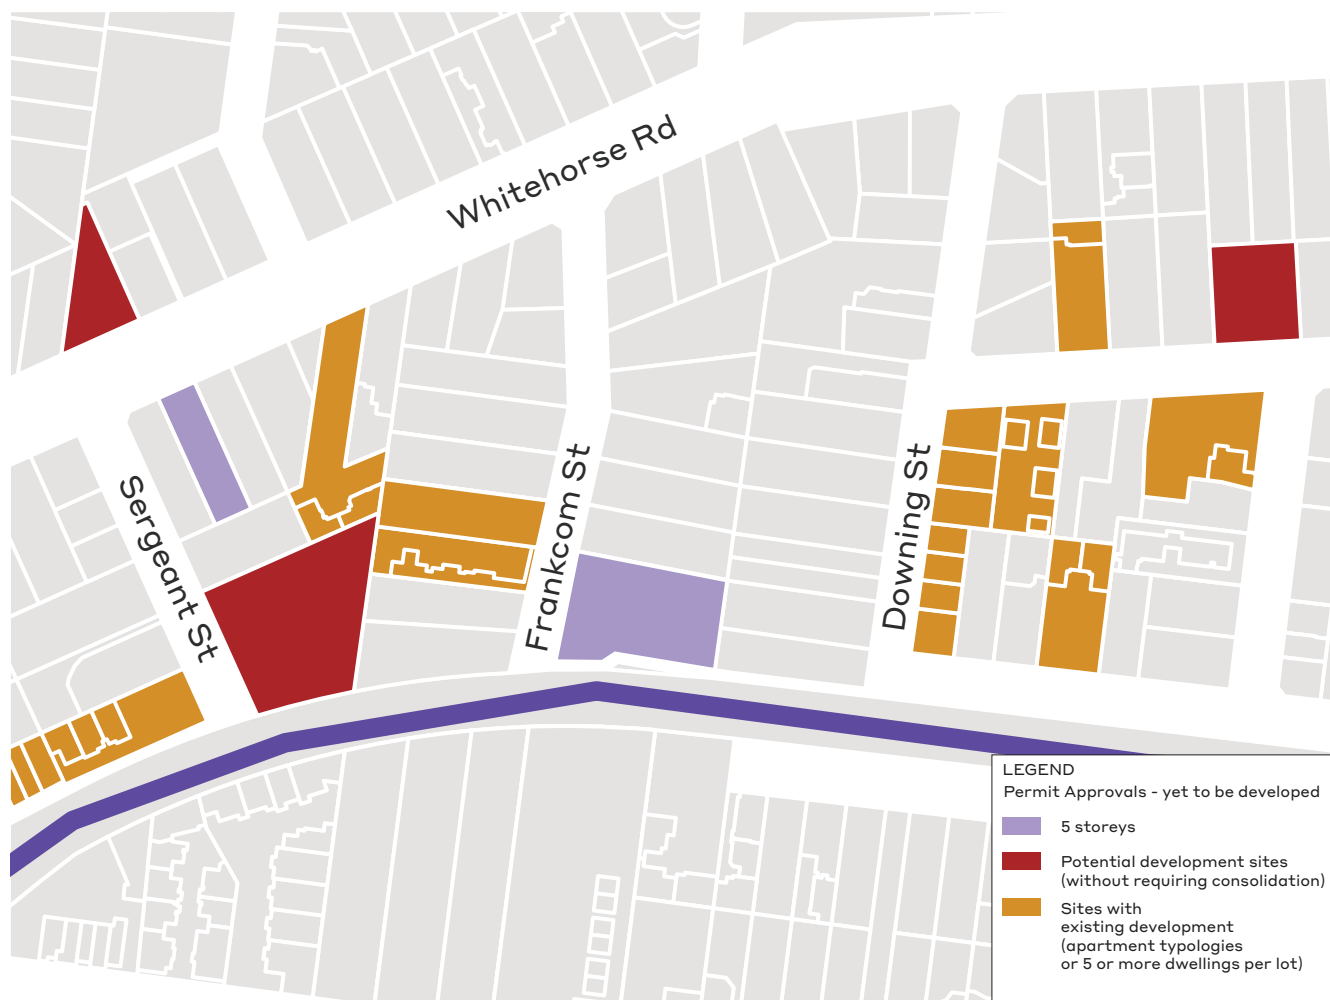 Whitehorse Rd
Sergeant St
Frankcom St
Downing St
LEGEND
Permit Approvals - yet to be developed
5 storeys
Potential development sites
(without requiring consolidation)
Sites with
existing development
(apartment typologies
or 5 or more dwellings per lot)